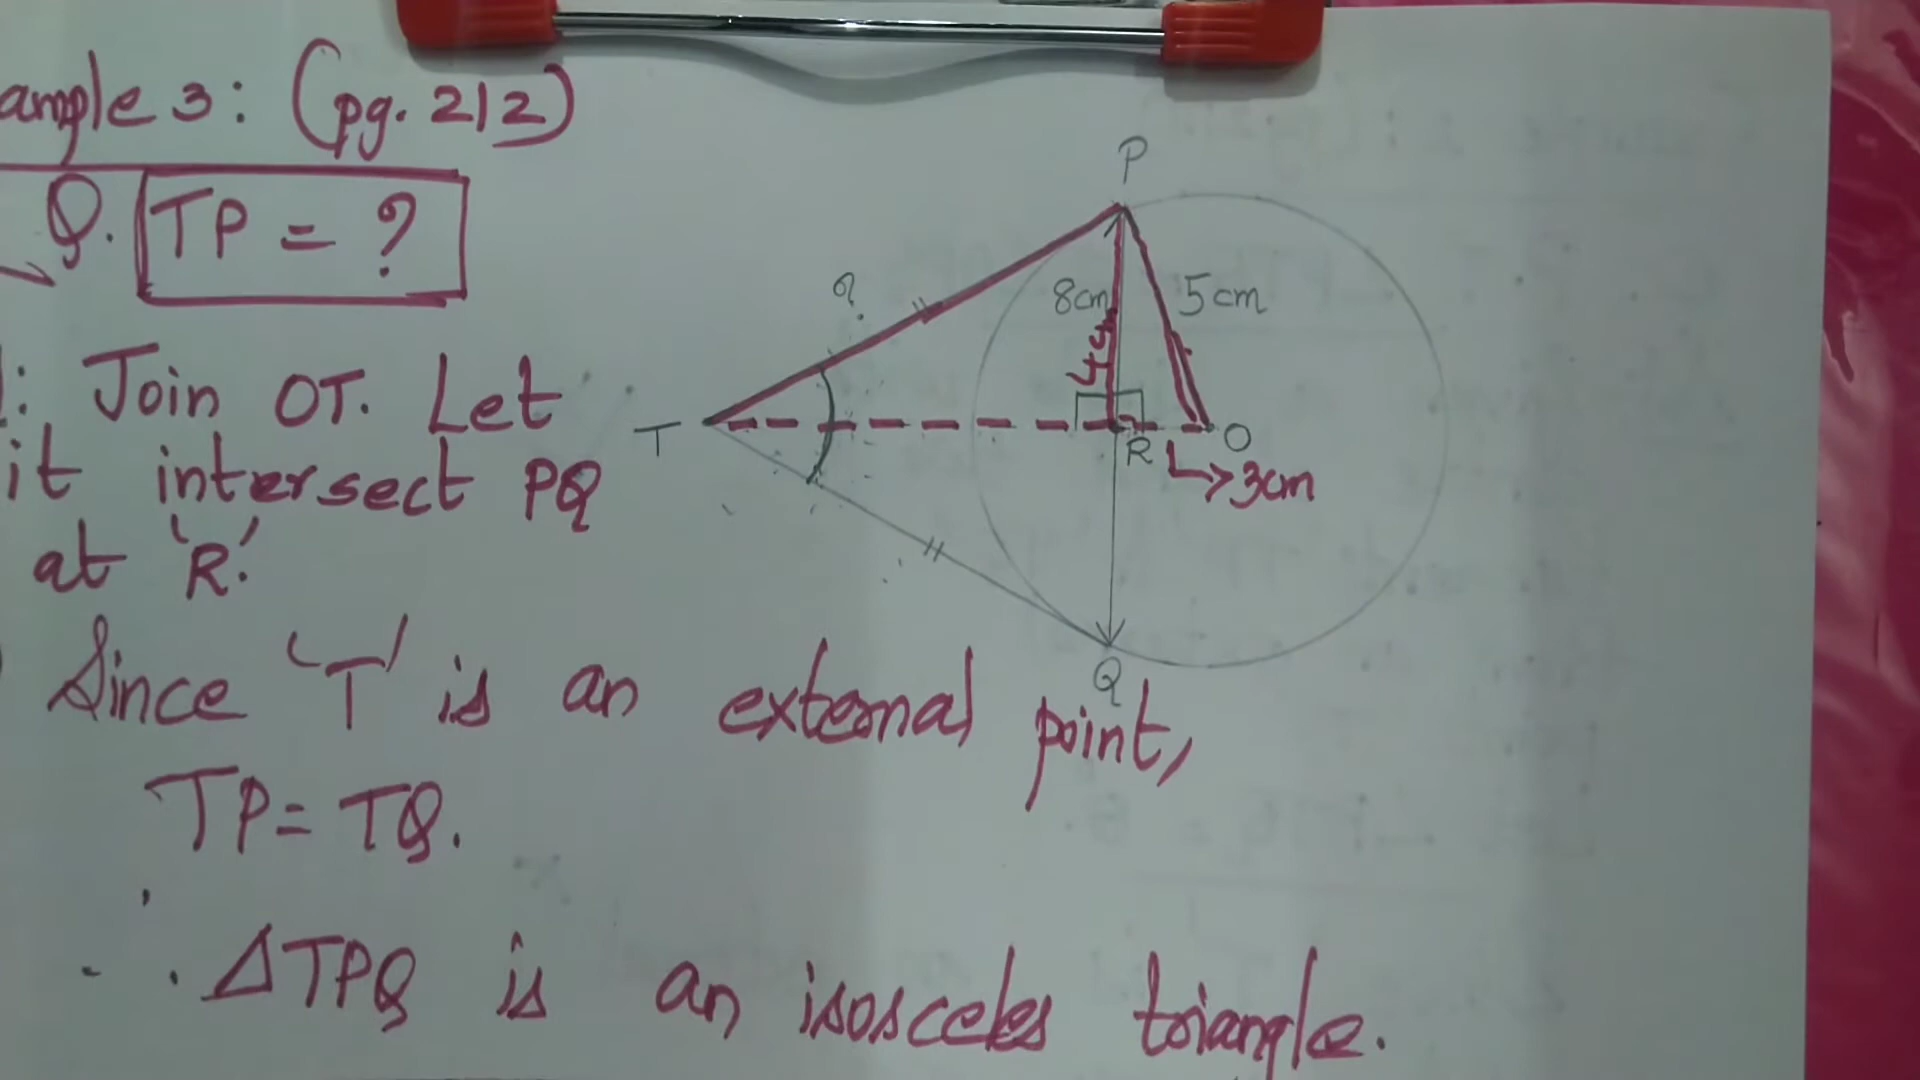 ample 3: (pg. 212)
Q. TP = ?
: Join OT. Let
it intersect PQ
at 'R'.
Since 'T' is an external point,
TP = TQ.
∴ ΔTPQ is an isosceles triangle.
P
?
8cm
5cm
4cm
T
R
O
3cm
Q